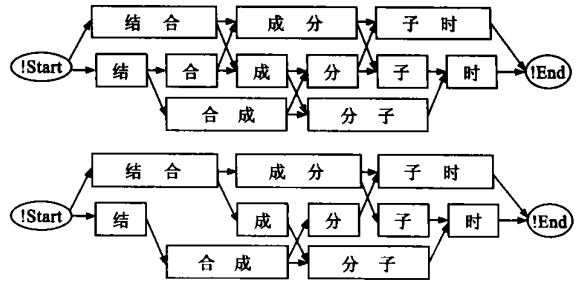 结合 成分 子时
!Start 结 合 成 分 子 时 !End
合成 分子
结合 成分 子时
!Start 结 成 分 子 时 !End
合成 分子